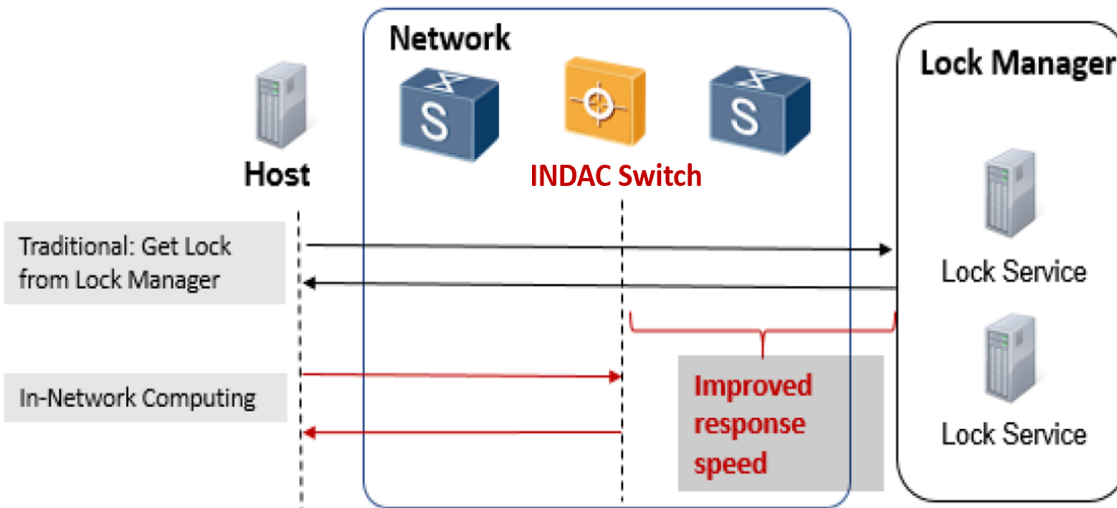 Network
Lock Manager
S
S
Host
INDAC Switch
Traditional: Get Lock
from Lock Manager
Lock Service
In-Network Computing
Improved
response
speed
Lock Service